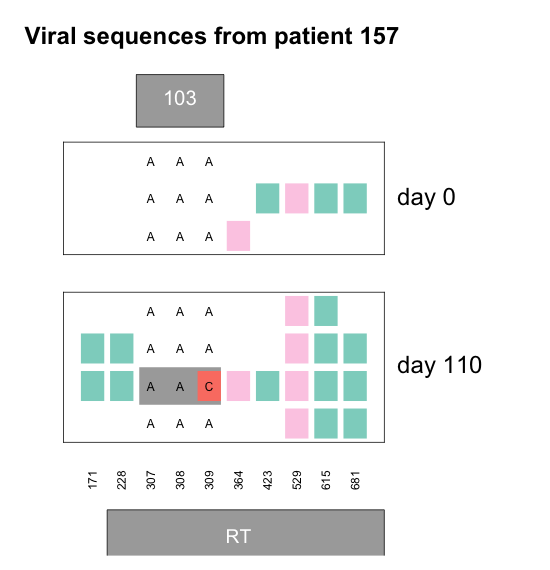 Viral sequences from patient 157
103
A A A
A A A
day 0
A A A
A A A
A A A
day 110
A A C
A A A
171 228 307 308 309 364 423 529 615 681
RT